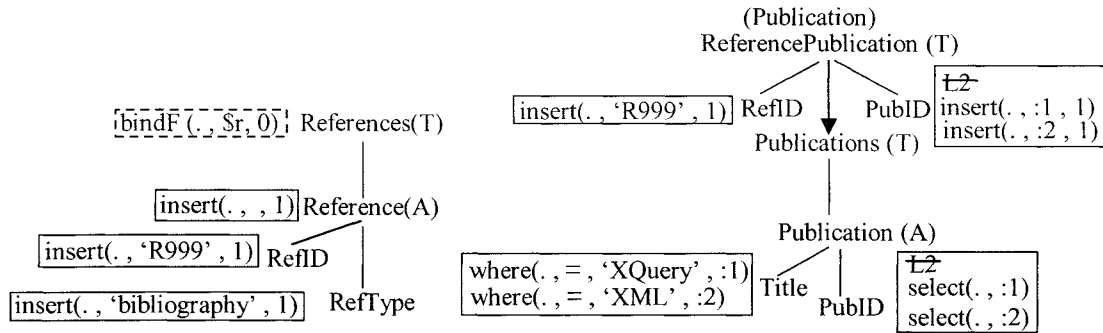 (Publication)
ReferencePublication (T)
insert(. , 'R999' , 1) RefID
PubID
L2
insert(. , :1 , 1)
insert(. , :2 , 1)
Publications (T)
Publication (A)
where(. , = , 'XQuery' , :1)
where(. , = , 'XML' , :2)
Title
PubID
L2
select(. , :1)
select(. , :2)
bindF (. , $r, 0) References(T)
insert(. , , 1) Reference(A)
insert(. , 'R999' , 1) RefID
insert(. , 'bibliography' , 1) RefType